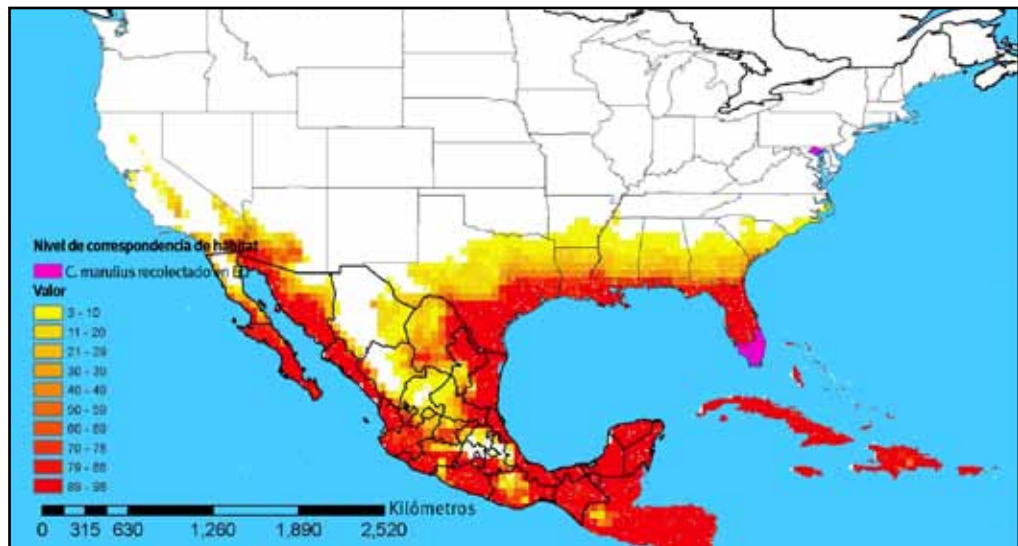 Nivel de correspondencia de hábitat
C. marulius recolectado en
Valor
3 - 10
11 - 20
21 - 29
30 - 39
40 - 49
50 - 59
60 - 69
70 - 78
79 - 88
89 - 98
Kilómetros
0 315 630 1,260 1,890 2,520